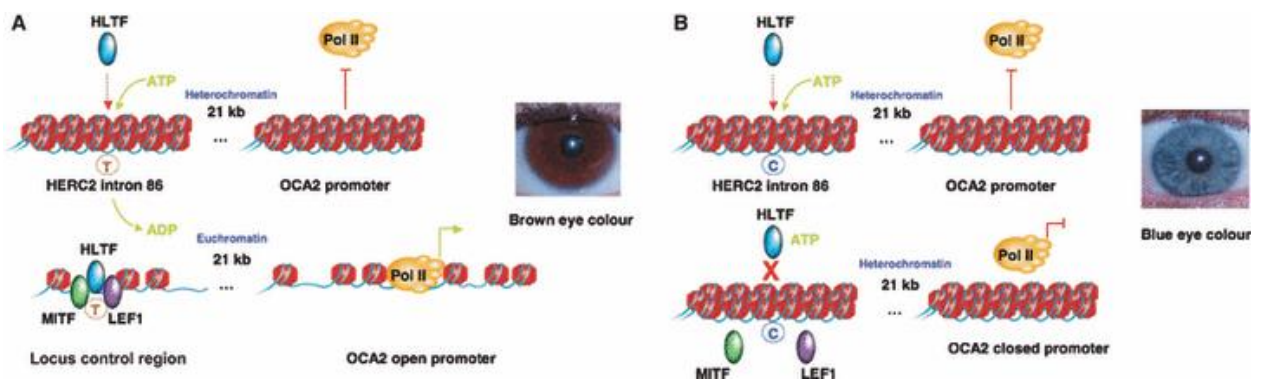 A
HLTF
Pol II
ATP
Heterochromatin
21 kb
...
T
HERC2 intron 86
OCA2 promoter
Brown eye colour
ADP
HLTF
Euchromatin
21 kb
...
Pol II
T
MITF
LEF1
Locus control region
OCA2 open promoter
B
HLTF
Pol II
ATP
Heterochromatin
21 kb
...
C
HERC2 intron 86
OCA2 promoter
Blue eye colour
HLTF
ATP
X
Pol II
Heterochromatin
21 kb
...
C
OCA2 closed promoter
MITF
LEF1